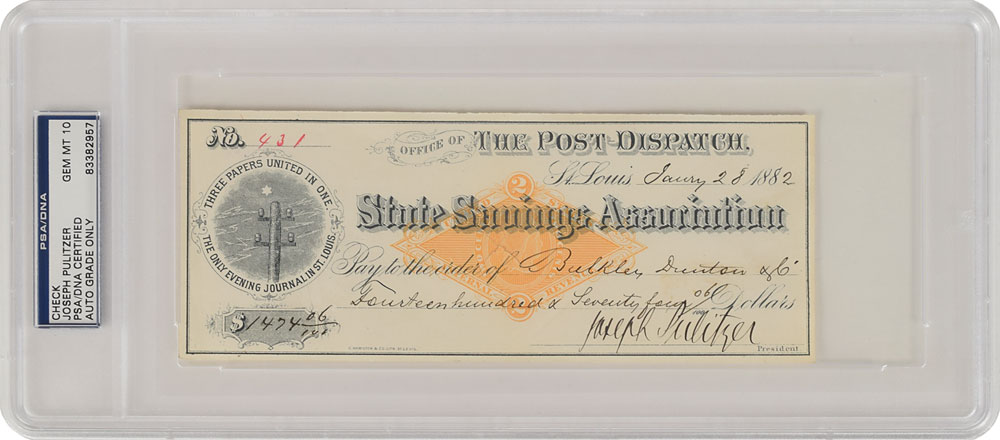 PSA/DNA
CHECK GEM MT 10
JOSEPH PULITZER
PSA/DNA CERTIFIED
AUTO GRADE ONLY 83382957
No. 431
OFFICE OF THE POST-DISPATCH,
St. Louis Jany 28 1882
THREE PAPERS UNITED IN ONE.
THE ONLY EVENING JOURNAL IN ST. LOUIS.
2
State Savings Association
Pay to the order of Bulkley Dunton & Co
Fourteen hundred & Seventy four 06/100 Dollars
2
$1474 06/100
Joseph Pulitzer
President.